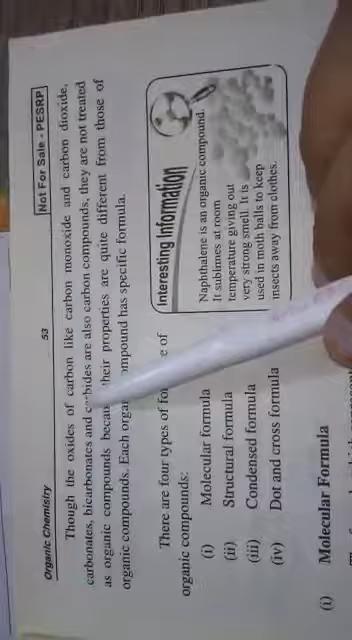 Organic Chemistry 53 Not For Sale - PESRP
Though the oxides of carbon like carbon monoxide and carbon dioxide,
carbonates, bicarbonates and carbides are also carbon compounds, they are not treated
as organic compounds becau their properties are quite different from those of
organic compounds. Each organ ompound has specific formula.
There are four types of fo e of
organic compounds:
(i) Molecular formula
(ii) Structural formula
(iii) Condensed formula
(iv) Dot and cross formula
Interesting Information
Naphthalene is an organic compound.
It sublimes at room
temperature giving out
very strong smell. It is
used in moth balls to keep
insects away from clothes.
(i) Molecular Formula